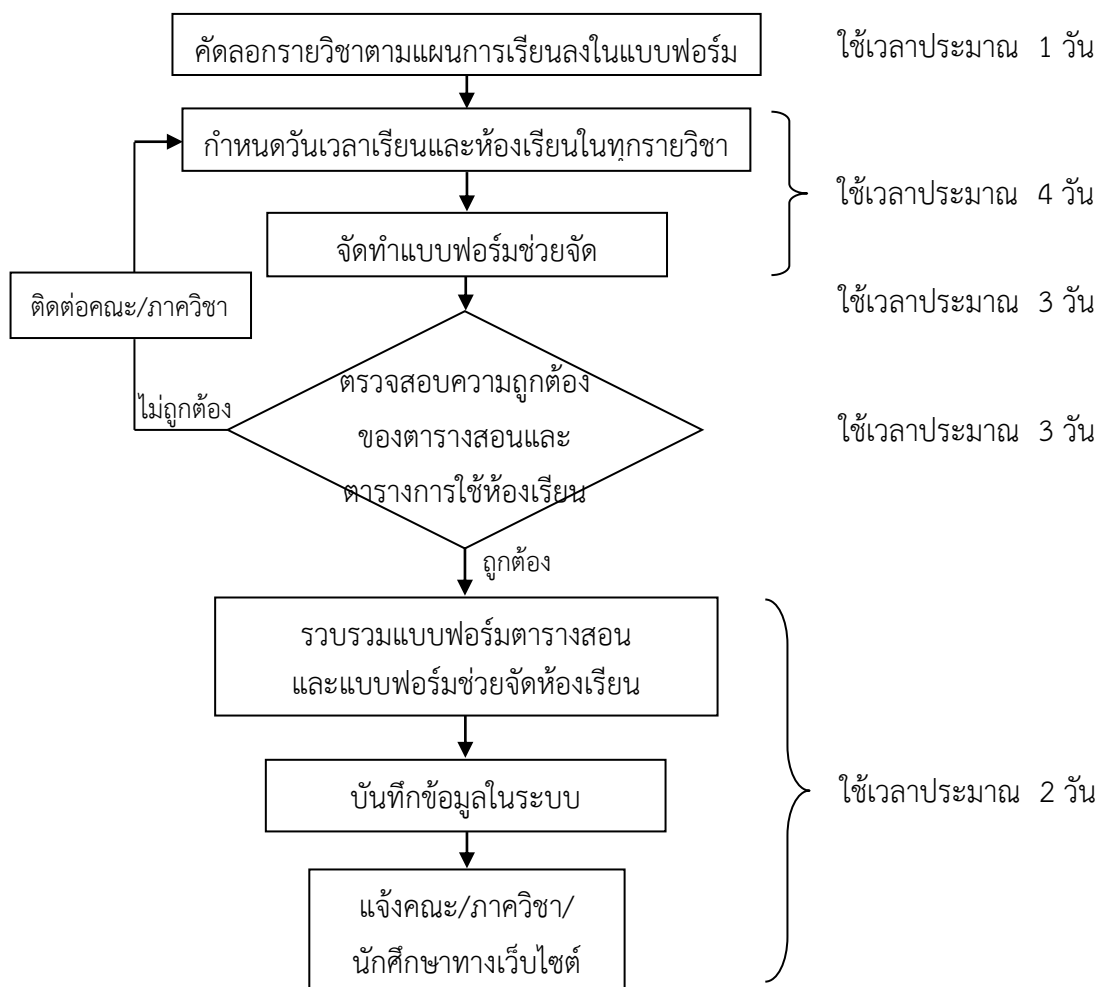 คัดลอกรายวิชาตามแผนการเรียนลงในแบบฟอร์ม
ใช้เวลาประมาณ 1 วัน
กำหนดวันเวลาเรียนและห้องเรียนในทุกรายวิชา
ใช้เวลาประมาณ 4 วัน
จัดทำแบบฟอร์มช่วยจัด
ติดต่อคณะ/ภาควิชา
ใช้เวลาประมาณ 3 วัน
ตรวจสอบความถูกต้อง
ของตารางสอนและ
ตารางการใช้ห้องเรียน
ไม่ถูกต้อง
ใช้เวลาประมาณ 3 วัน
ถูกต้อง
รวบรวมแบบฟอร์มตารางสอน
และแบบฟอร์มช่วยจัดห้องเรียน
บันทึกข้อมูลในระบบ
ใช้เวลาประมาณ 2 วัน
แจ้งคณะ/ภาควิชา/
นักศึกษาทางเว็บไซต์